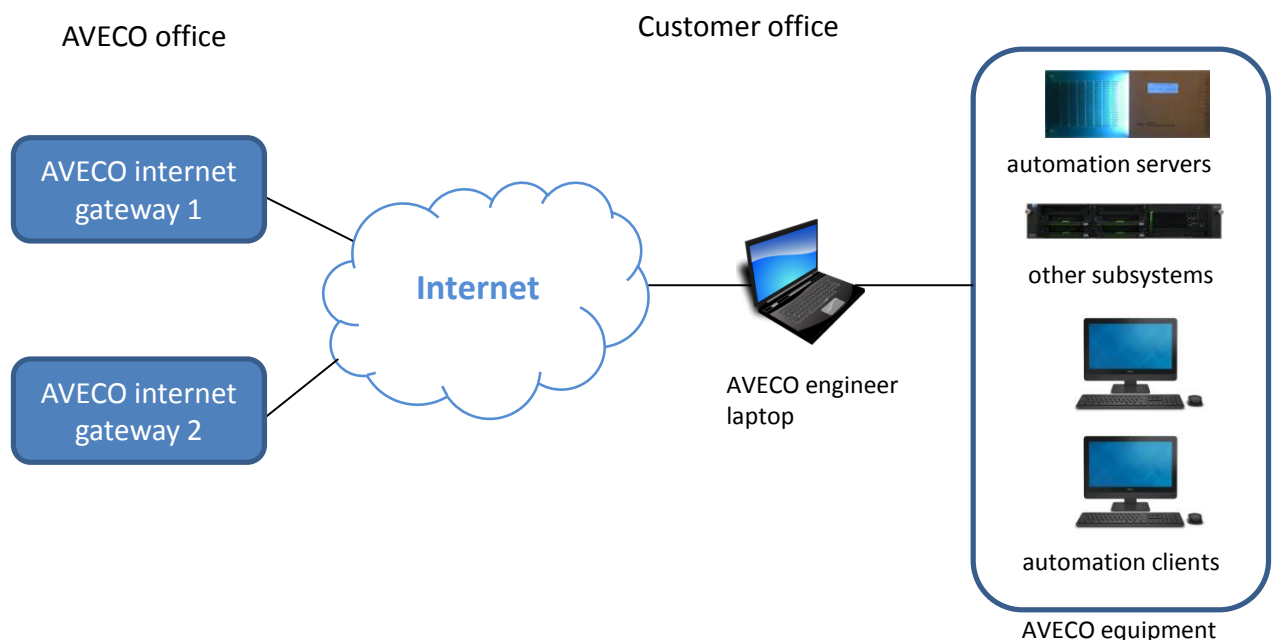 AVECO office
Customer office
AVECO internet
gateway 1
AVECO internet
gateway 2
Internet
AVECO engineer
laptop
automation servers
other subsystems
automation clients
AVECO equipment